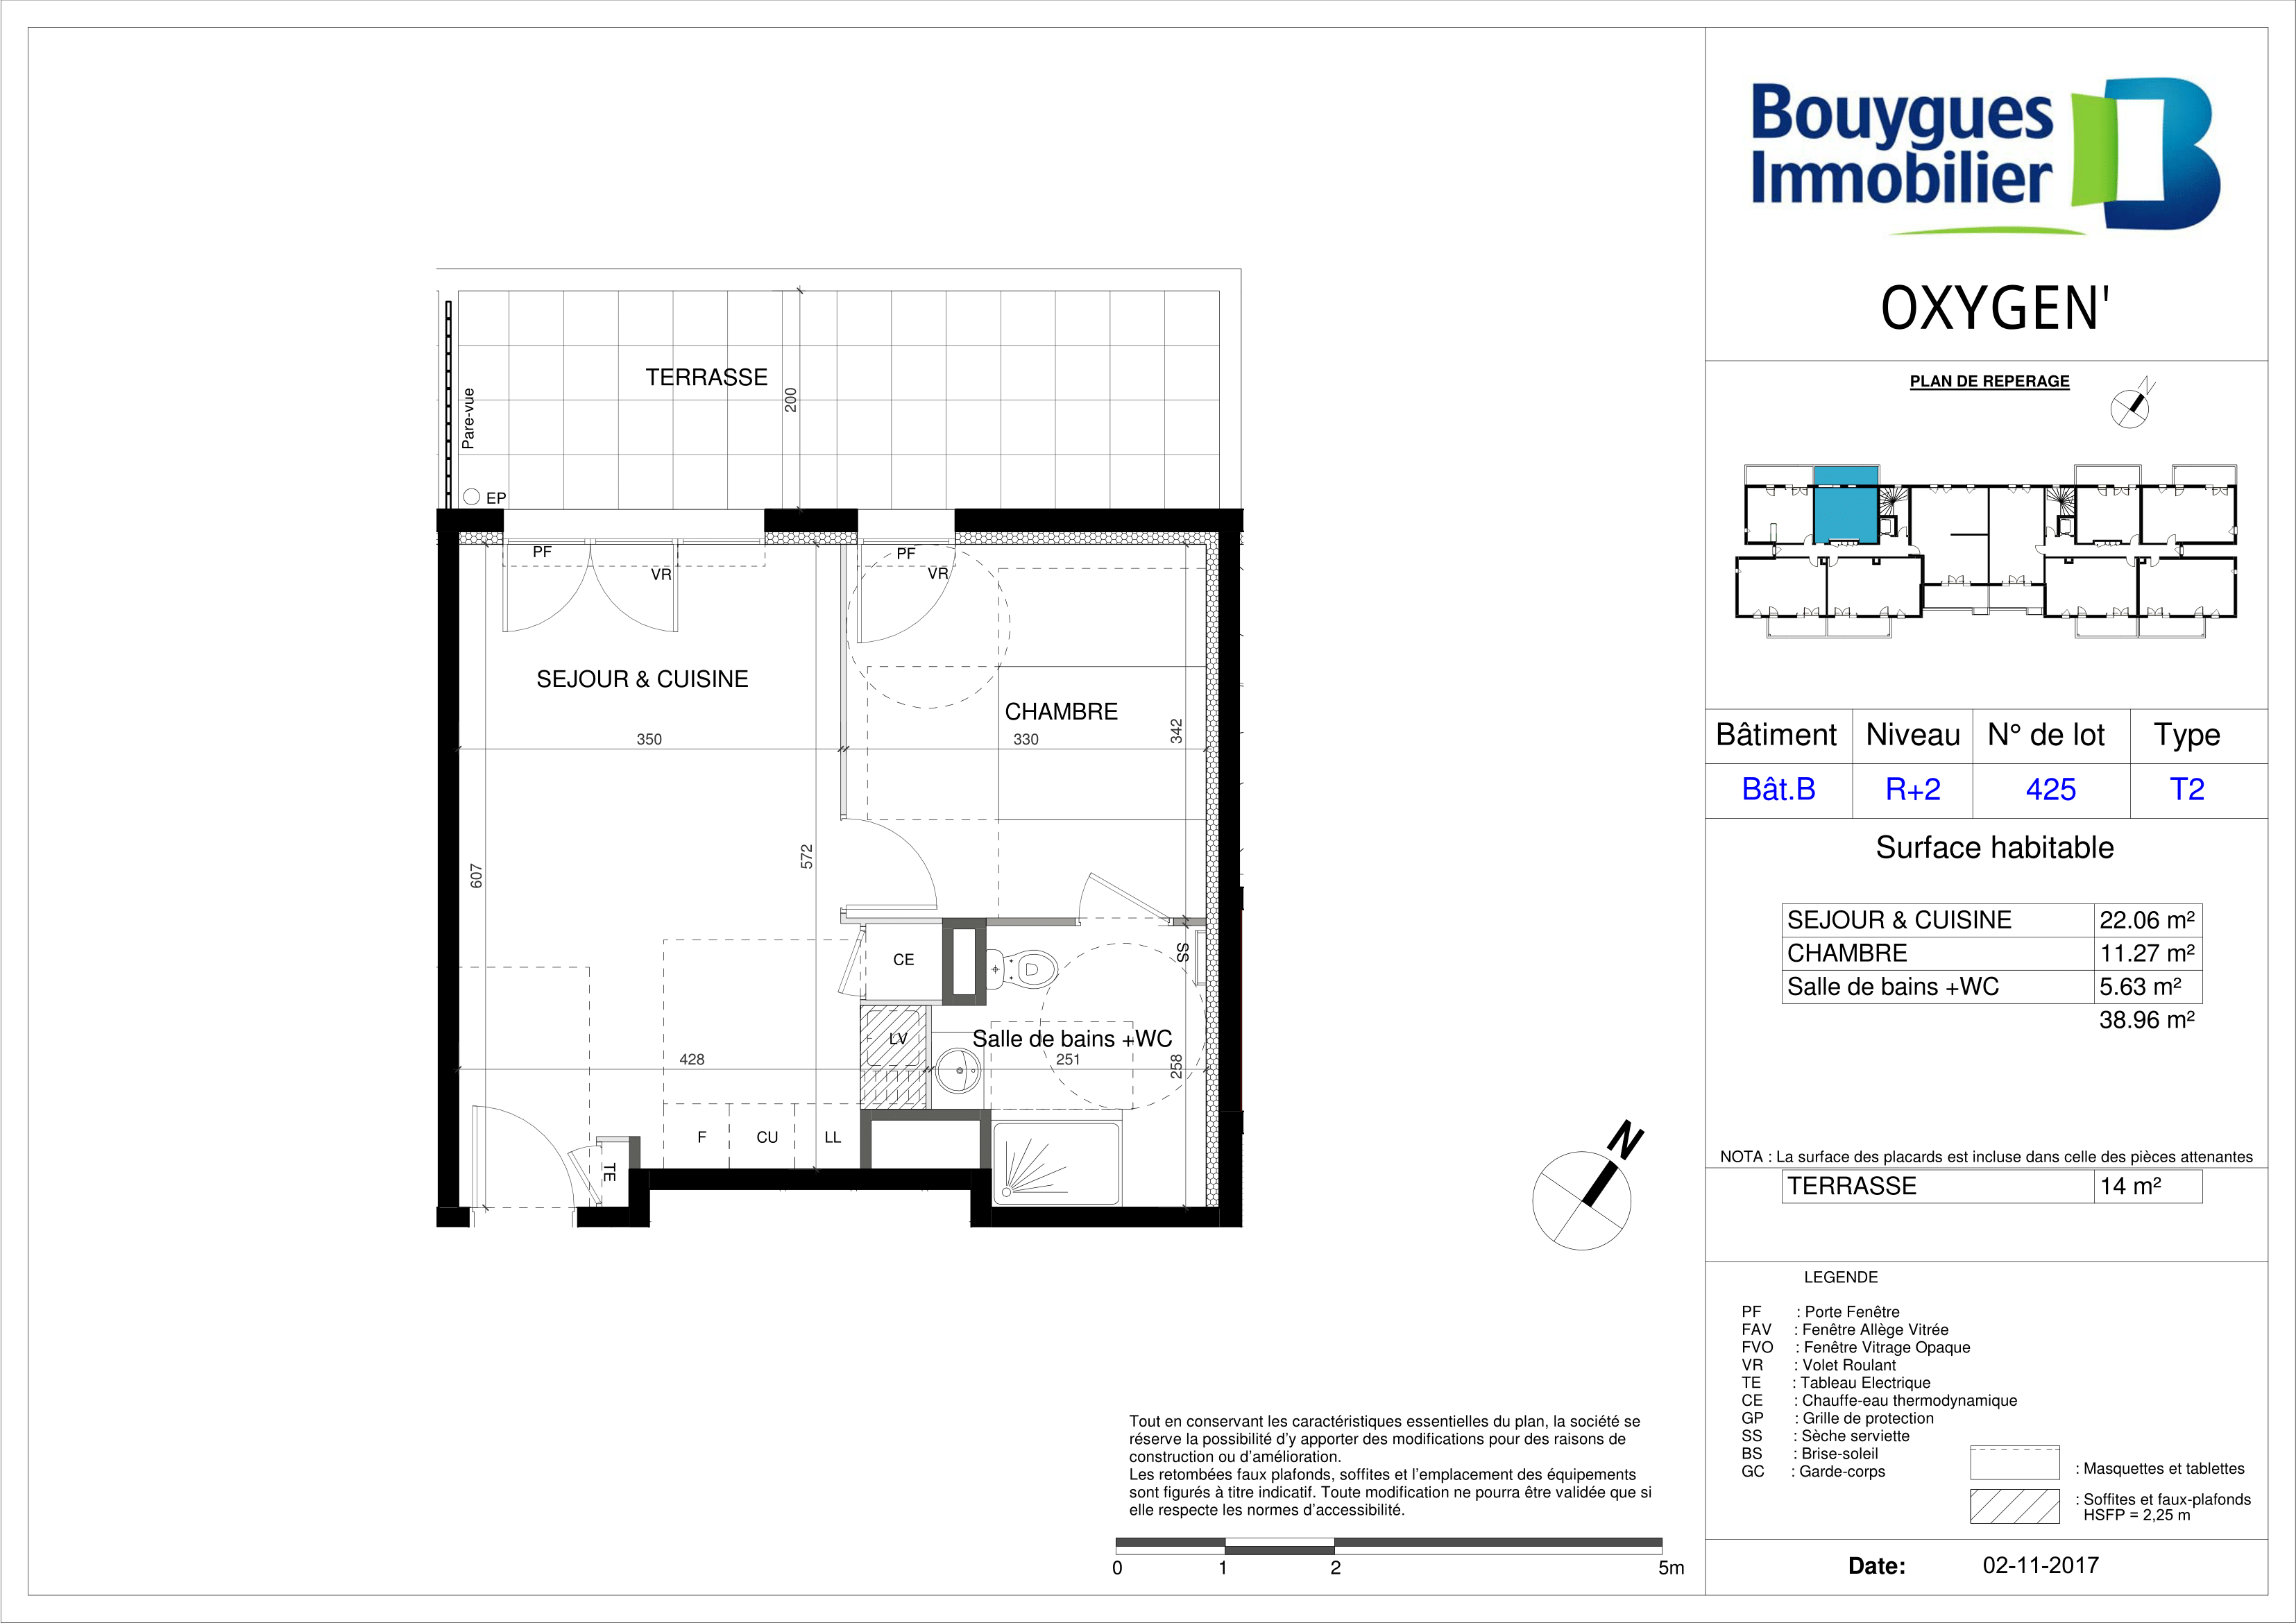 Bouygues
Immobilier
OXYGEN'
PLAN DE REPERAGE
N
Bâtiment Niveau N° de lot Type
Bât.B R+2 425 T2
Surface habitable
SEJOUR & CUISINE 22.06 m²
CHAMBRE 11.27 m²
Salle de bains +WC 5.63 m²
38.96 m²
NOTA : La surface des placards est incluse dans celle des pièces attenantes
TERRASSE 14 m²
LEGENDE
PF : Porte Fenêtre
FAV : Fenêtre Allège Vitrée
FVO : Fenêtre Vitrage Opaque
VR : Volet Roulant
TE : Tableau Electrique
CE : Chauffe-eau thermodynamique
GP : Grille de protection
SS : Sèche serviette
BS : Brise-soleil
GC : Garde-corps
: Masquettes et tablettes
: Soffites et faux-plafonds
HSFP = 2,25 m
Date: 02-11-2017
TERRASSE
200
Pare-vue
EP
PF
VR
PF
VR
SEJOUR & CUISINE
CHAMBRE
350
330
342
607
572
CE
SS
LV
Salle de bains +WC
428
251
258
F
CU
LL
TE
N
Tout en conservant les caractéristiques essentielles du plan, la société se
réserve la possibilité d'y apporter des modifications pour des raisons de
construction ou d'amélioration.
Les retombées faux plafonds, soffites et l'emplacement des équipements
sont figurés à titre indicatif. Toute modification ne pourra être validée que si
elle respecte les normes d'accessibilité.
0 1 2 5m